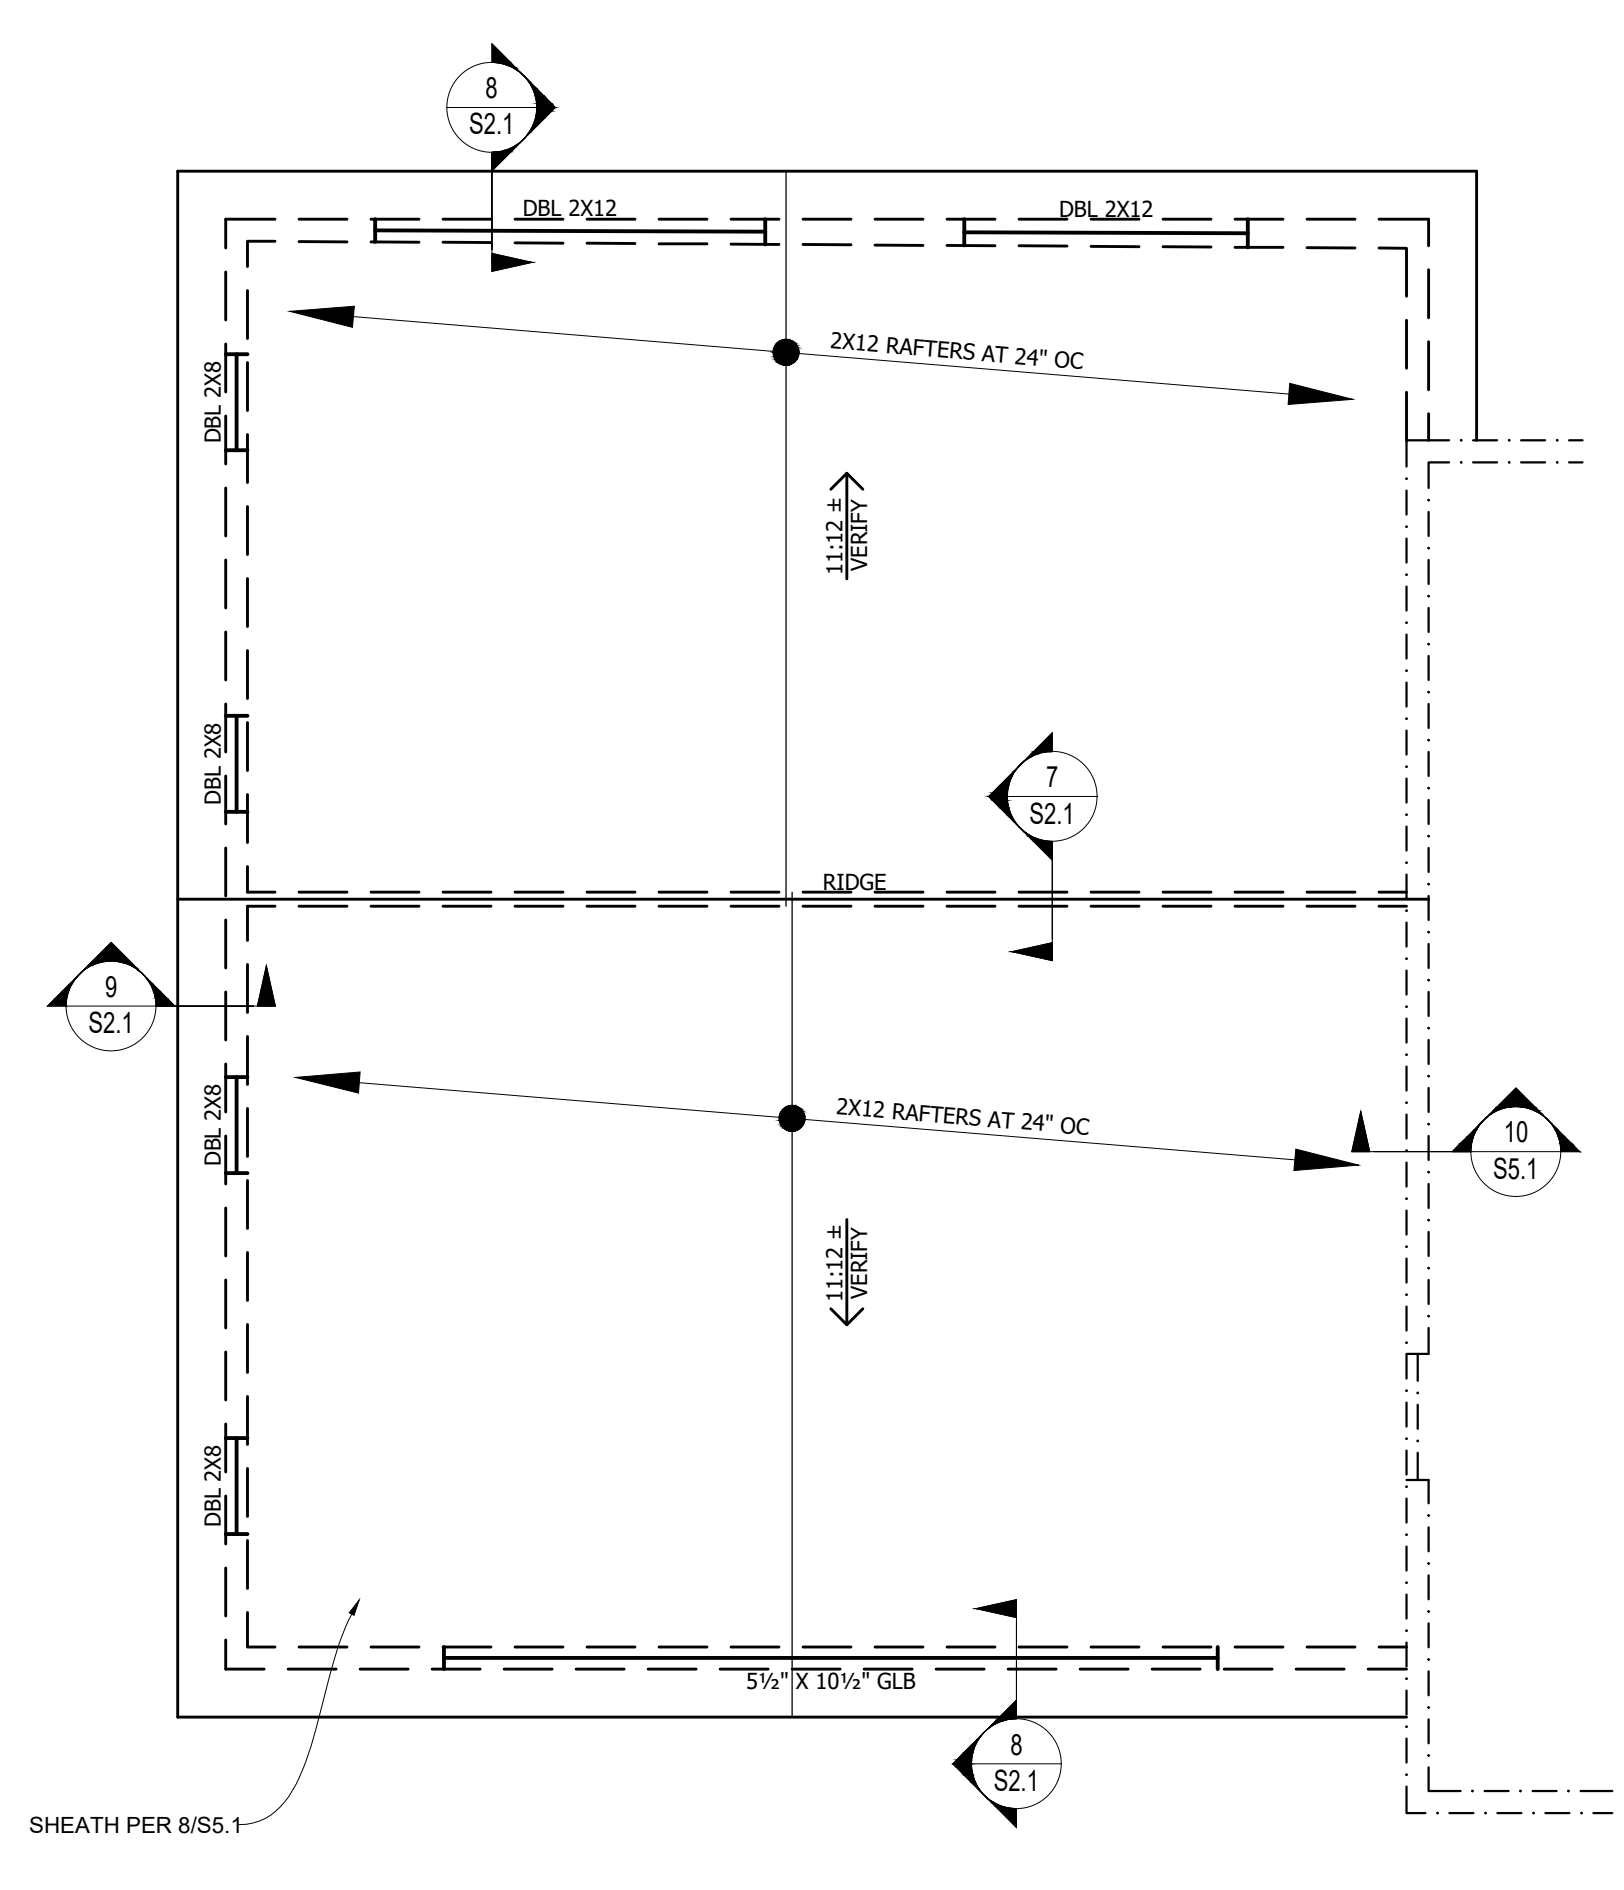 8
S2.1
DBL 2X12
DBL 2X12
2X12 RAFTERS AT 24" OC
DBL 2X8
11:12 ±
VERIFY
DBL 2X8
7
S2.1
RIDGE
9
S2.1
DBL 2X8
2X12 RAFTERS AT 24" OC
10
S5.1
11:12 ±
VERIFY
DBL 2X8
5½" X 10½" GLB
8
S2.1
SHEATH PER 8/S5.1